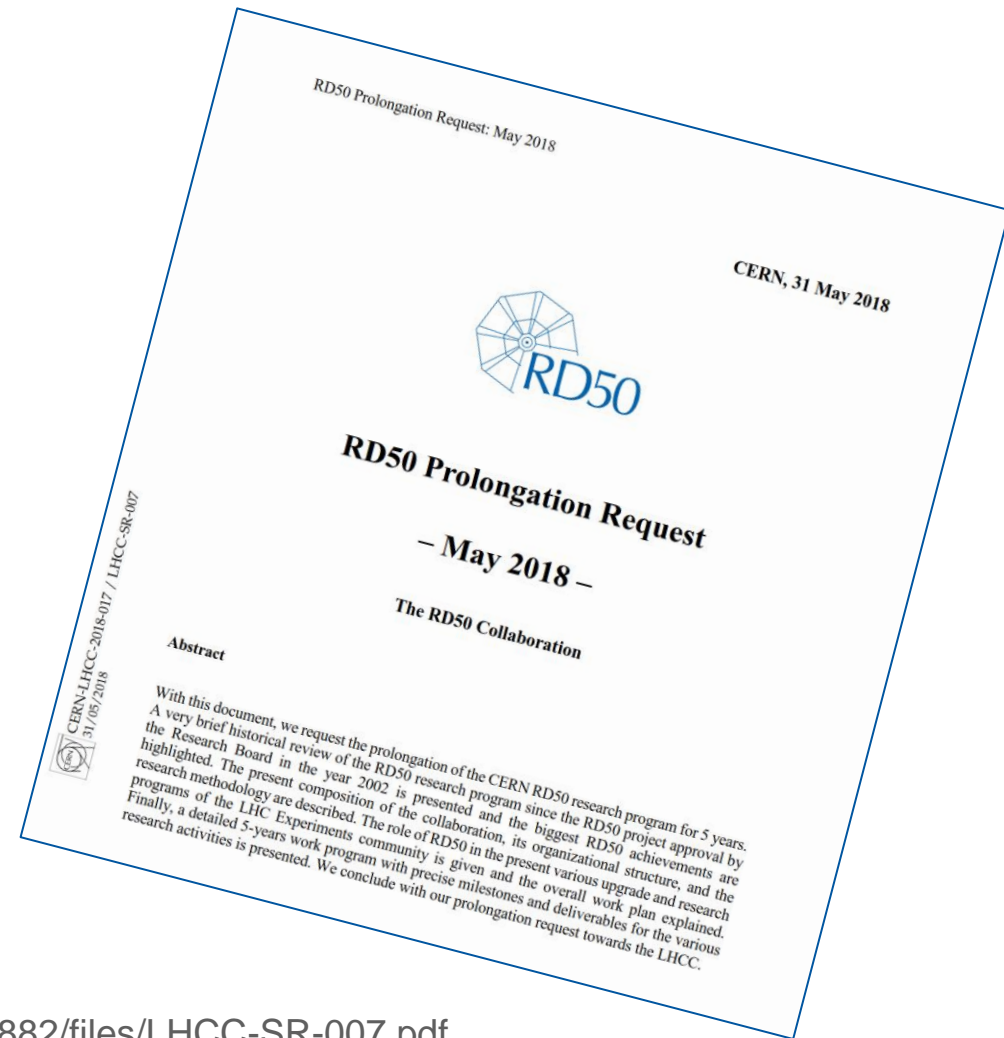 RD50 Prolongation Request: May 2018
CERN, 31 May 2018
RD50
RD50 Prolongation Request
– May 2018 –
The RD50 Collaboration
CERN-LHCC-2018-017 / LHCC-SR-007
31/05/2018
CERN
Abstract
With this document, we request the prolongation of the CERN RD50 research program for 5 years.
A very brief historical review of the RD50 research program since the RD50 project approval by
the Research Board in the year 2002 is presented and the biggest RD50 achievements are
highlighted. The present composition of the collaboration, its organizational structure, and the
research methodology are described. The role of RD50 in the present various upgrade and research
programs of the LHC Experiments community is given and the overall work plan explained.
Finally, a detailed 5-years work program with precise milestones and deliverables for the various
research activities is presented. We conclude with our prolongation request towards the LHCC.
882/files/LHCC-SR-007.pdf